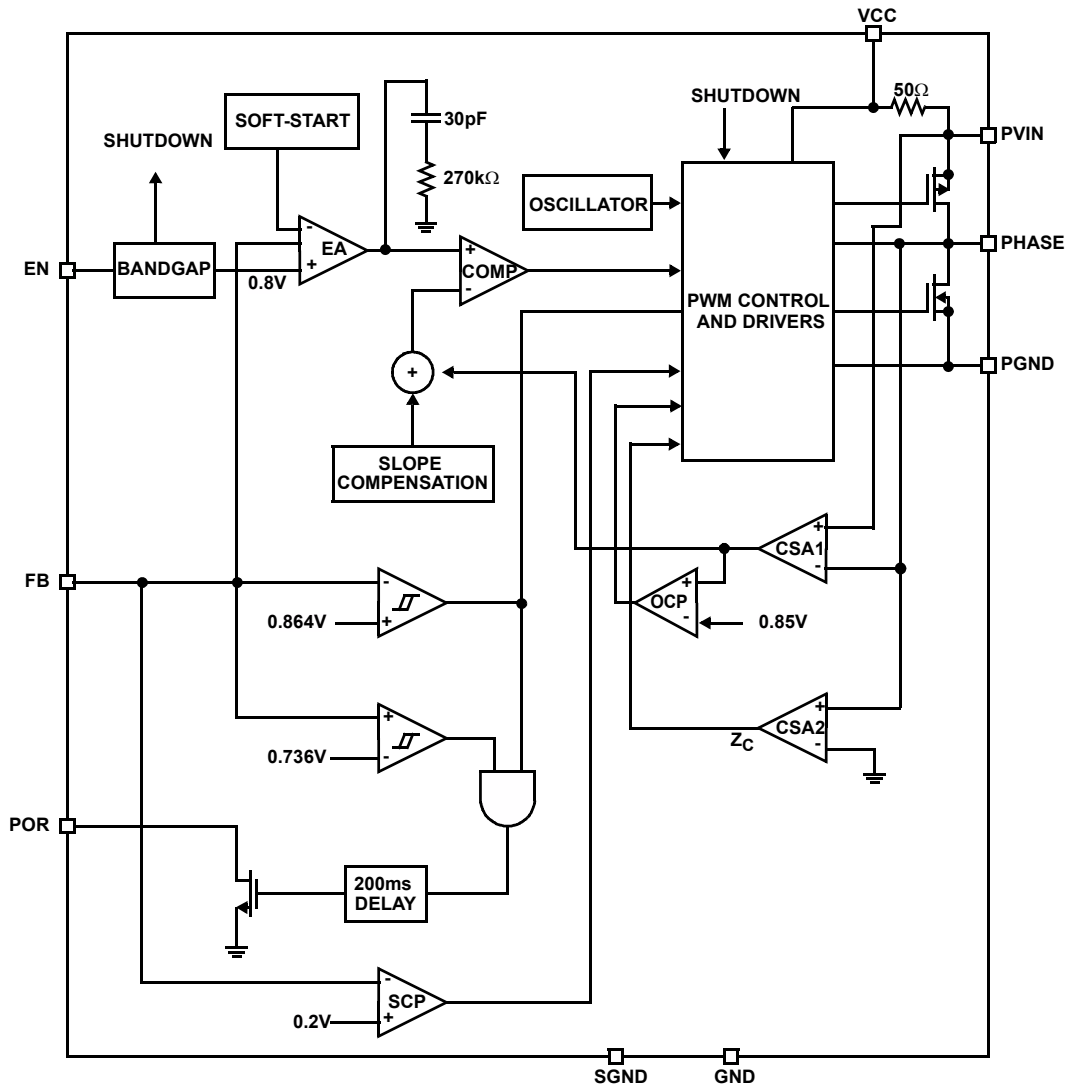 VCC
50Ω
SHUTDOWN
PVIN
SOFT-START
30pF
SHUTDOWN
270kΩ
OSCILLATOR
-
EA
+
+
COMP
-
PHASE
EN
BANDGAP
0.8V
PWM CONTROL
AND DRIVERS
PGND
+
SLOPE
COMPENSATION
+
CSA1
-
FB
-
+
0.864V
+
OCP
-
0.85V
+
-
0.736V
+
CSA2
-
ZC
POR
200ms
DELAY
-
SCP
+
0.2V
SGND
GND